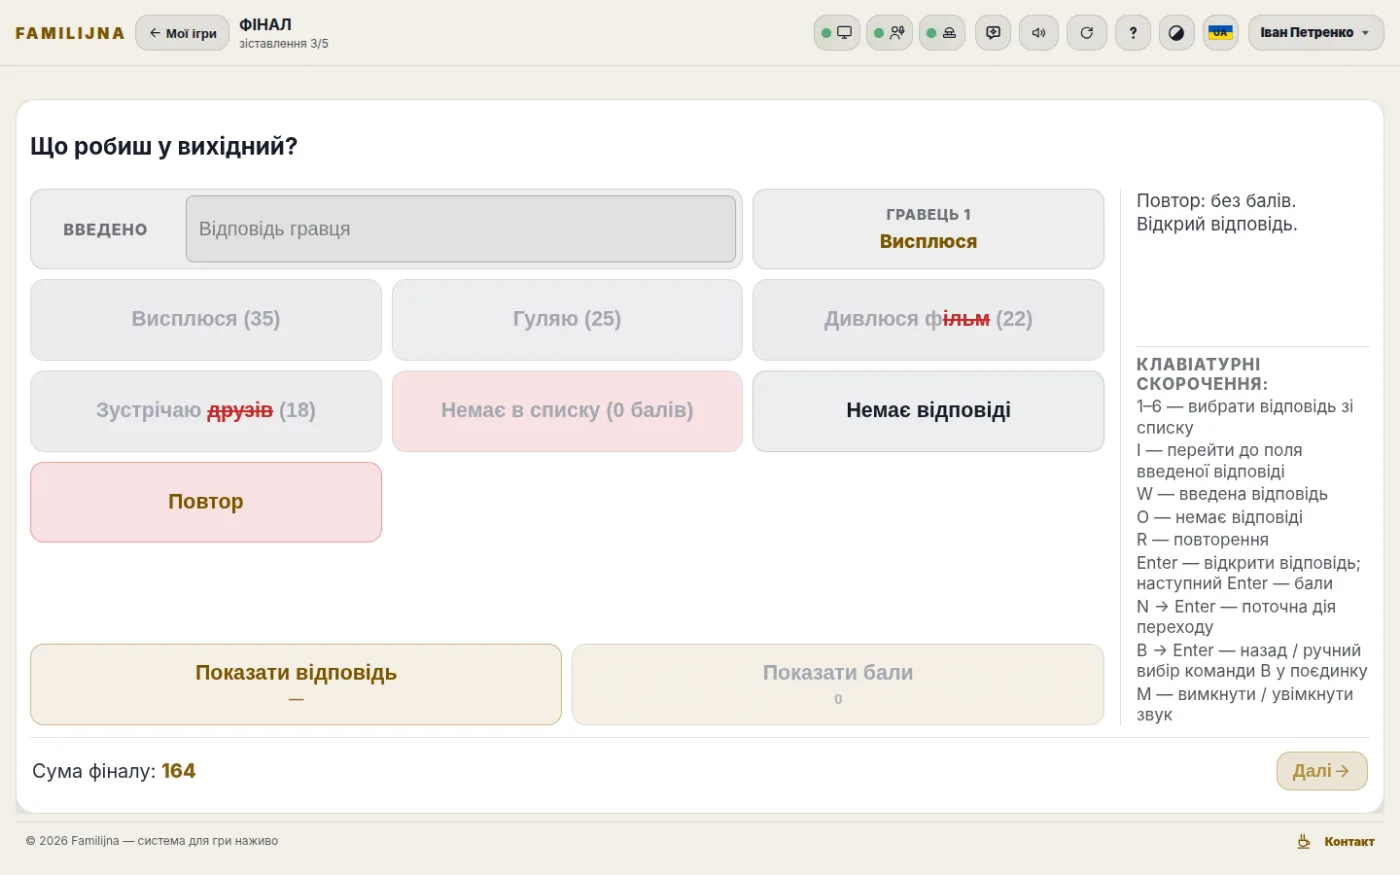 FAMILIJNA
← Мої ігри
ФІНАЛ
зіставлення 3/5
?
UA
Іван Петренко
Що робиш у вихідний?
ВВЕДЕНО
Відповідь гравця
ГРАВЕЦЬ 1
Висплюся
Висплюся (35)
Гуляю (25)
Дивлюся фільм (22)
Зустрічаю друзів (18)
Немає в списку (0 балів)
Немає відповіді
Повтор
Показати відповідь
—
Показати бали
0
Повтор: без балів.
Відкрий відповідь.
КЛАВІАТУРНІ
СКОРОЧЕННЯ:
1–6 — вибрати відповідь зі
списку
I — перейти до поля
введеної відповіді
W — введена відповідь
O — немає відповіді
R — повторення
Enter — відкрити відповідь;
наступний Enter — бали
N → Enter — поточна дія
переходу
B → Enter — назад / ручний
вибір команди B у поєдинку
M — вимкнути / увімкнути
звук
Сума фіналу: 164
Далі →
© 2026 Familijna — система для гри наживо
Контакт